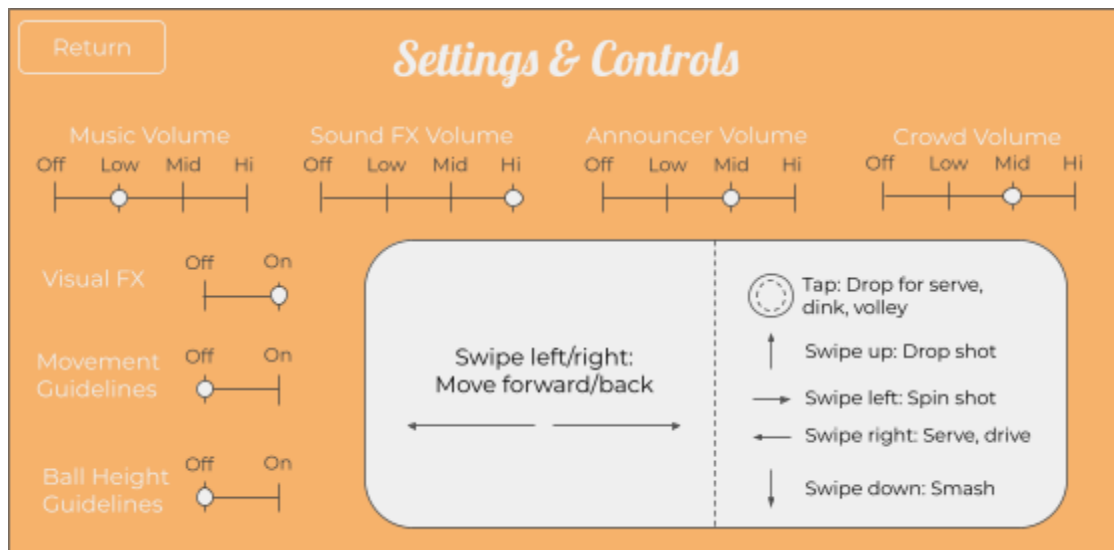 Return
Settings & Controls
Music Volume
Off Low Mid Hi
Sound FX Volume
Off Low Mid Hi
Announcer Volume
Off Low Mid Hi
Crowd Volume
Off Low Mid Hi
Visual FX
Off On
Movement
Guidelines
Off On
Ball Height
Guidelines
Off On
Swipe left/right:
Move forward/back
Tap: Drop for serve,
dink, volley
Swipe up: Drop shot
Swipe left: Spin shot
Swipe right: Serve, drive
Swipe down: Smash